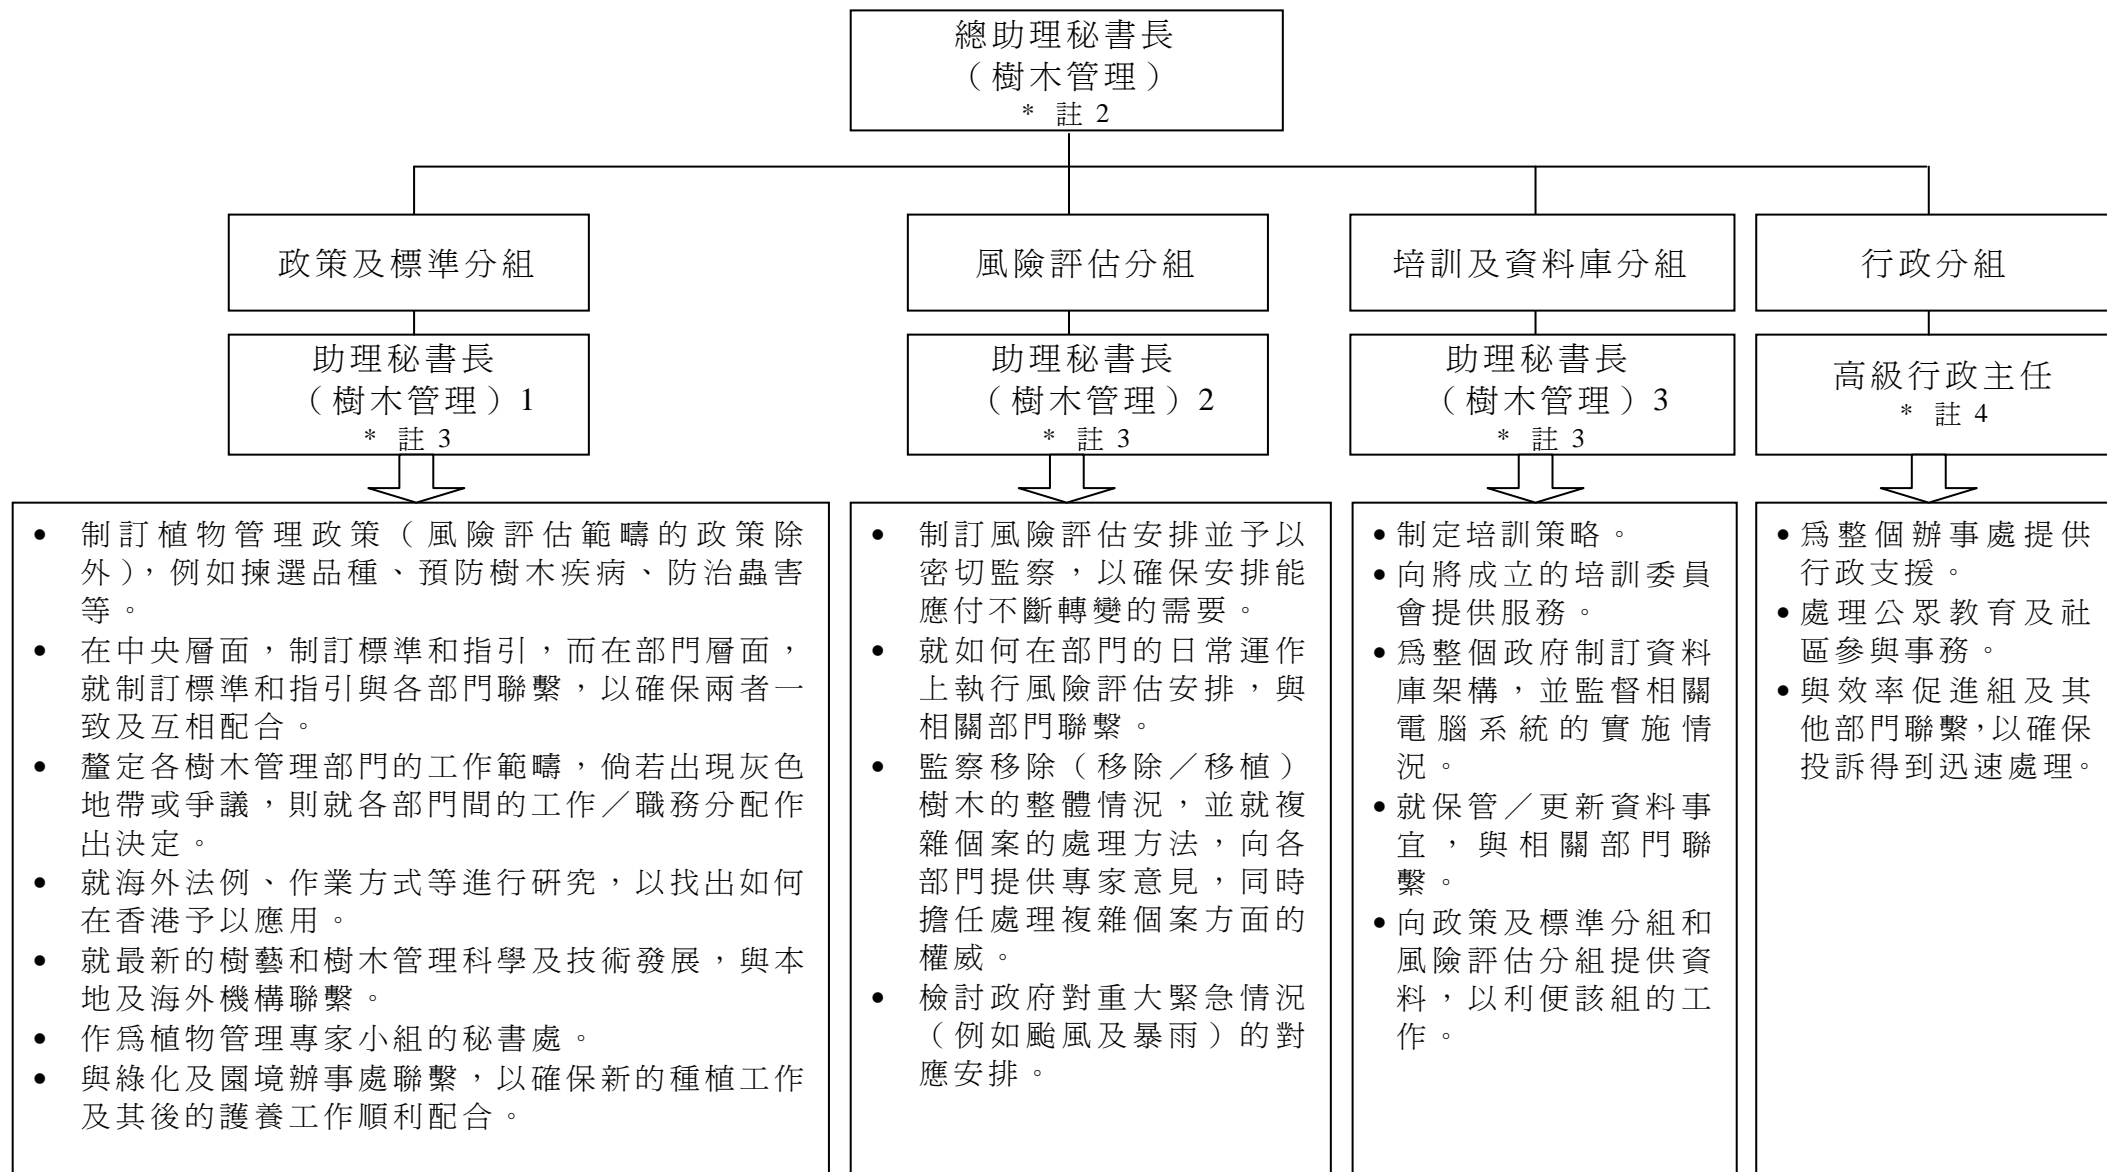 總助理秘書長
（樹木管理）
* 註 2
政策及標準分組
風險評估分組
培訓及資料庫分組
行政分組
助理秘書長
（樹木管理）1
* 註 3
助理秘書長
（樹木管理）2
* 註 3
助理秘書長
（樹木管理）3
* 註 3
高級行政主任
* 註 4
• 制訂植物管理政策（風險評估範疇的政策除
外），例如揀選品種、預防樹木疾病、防治蟲害
等。
• 在中央層面，制訂標準和指引，而在部門層面，
就制訂標準和指引與各部門聯繫，以確保兩者一
致及互相配合。
• 釐定各樹木管理部門的工作範疇，倘若出現灰色
地帶或爭議，則就各部門間的工作／職務分配作
出決定。
• 就海外法例、作業方式等進行研究，以找出如何
在香港予以應用。
• 就最新的樹藝和樹木管理科學及技術發展，與本
地及海外機構聯繫。
• 作為植物管理專家小組的秘書處。
• 與綠化及園境辦事處聯繫，以確保新的種植工作
及其後的護養工作順利配合。
• 制訂風險評估安排並予以
密切監察，以確保安排能
應付不斷轉變的需要。
• 就如何在部門的日常運作
上執行風險評估安排，與
相關部門聯繫。
• 監察移除（移除／移植）
樹木的整體情況，並就複
雜個案的處理方法，向各
部門提供專家意見，同時
擔任處理複雜個案方面的
權威。
• 檢討政府對重大緊急情況
（例如颱風及暴雨）的對
應安排。
• 制定培訓策略。
• 向將成立的培訓委員
會提供服務。
• 為整個政府制訂資料
庫架構，並監督相關
電腦系統的實施情
況。
• 就保管／更新資料事
宜，與相關部門聯
繫。
• 向政策及標準分組和
風險評估分組提供資
料，以利便該組的工
作。
• 為整個辦事處提供
行政支援。
• 處理公眾教育及社
區參與事務。
• 與效率促進組及其
他部門聯繫，以確保
投訴得到迅速處理。